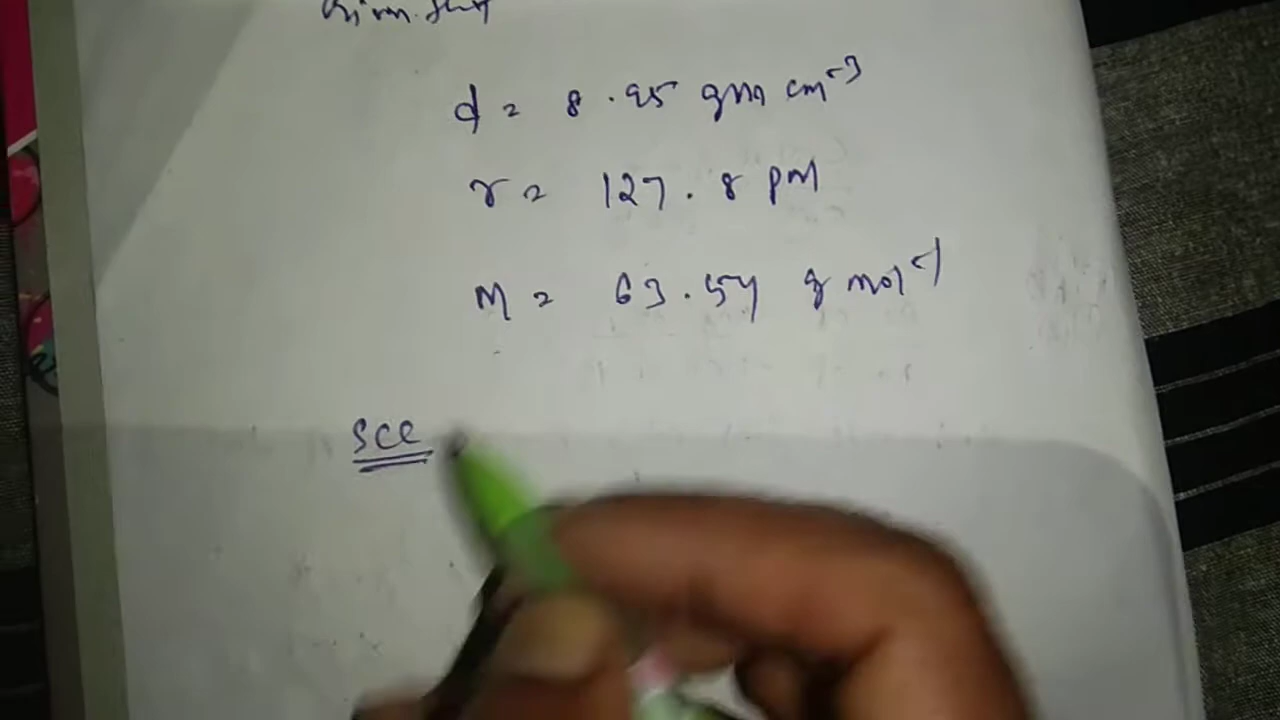 d = 8.95 gm cm⁻³
r = 127.8 pm
M = 63.54 g mol⁻¹
SCC